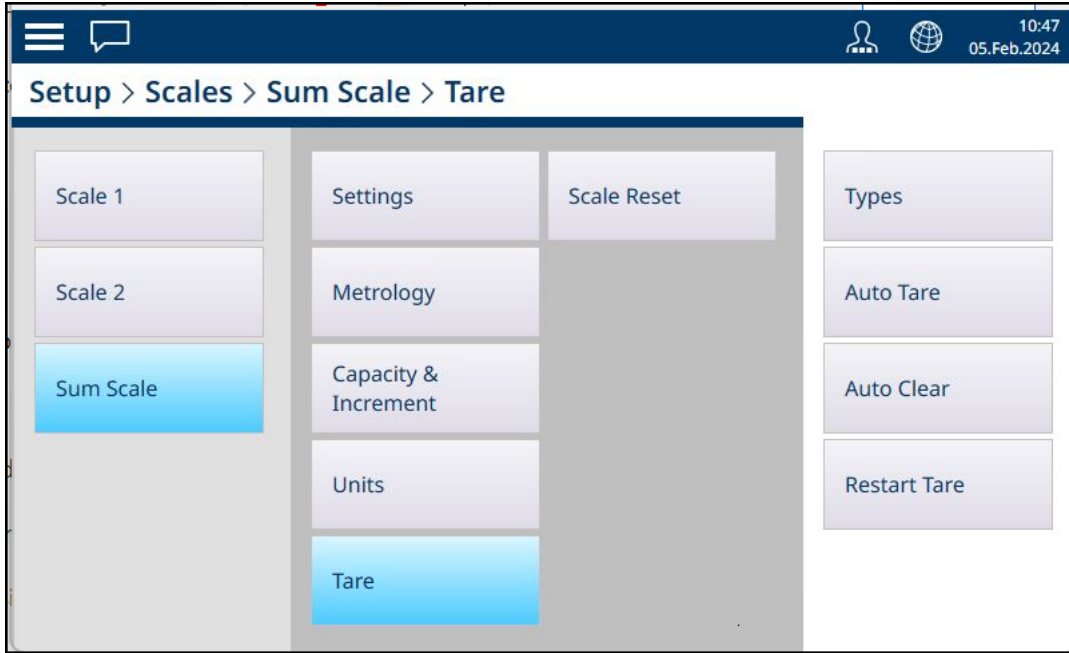 10:47
05.Feb.2024
Setup > Scales > Sum Scale > Tare
Scale 1
Scale 2
Sum Scale
Settings
Metrology
Capacity &
Increment
Units
Tare
Scale Reset
Types
Auto Tare
Auto Clear
Restart Tare